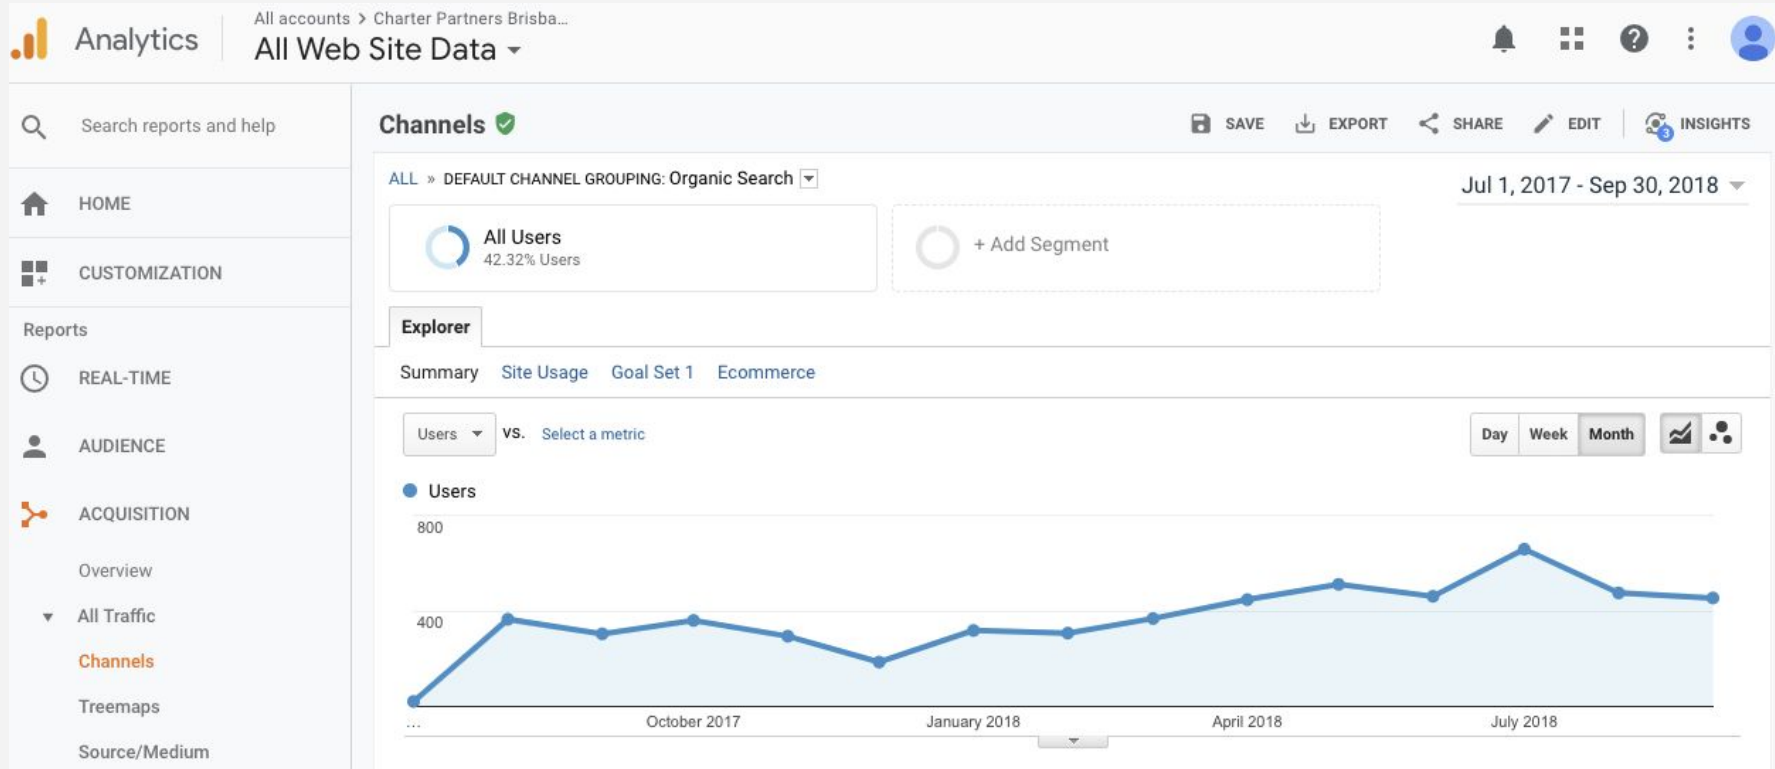 Analytics
All accounts > Charter Partners Brisba...
All Web Site Data
Search reports and help
HOME
CUSTOMIZATION
Reports
REAL-TIME
AUDIENCE
ACQUISITION
Overview
All Traffic
Channels
Treemaps
Source/Medium
Channels
SAVE
EXPORT
SHARE
EDIT
3
INSIGHTS
ALL » DEFAULT CHANNEL GROUPING: Organic Search
Jul 1, 2017 - Sep 30, 2018
All Users
42.32% Users
+ Add Segment
Explorer
Summary Site Usage Goal Set 1 Ecommerce
Users VS. Select a metric
Day Week Month
Users
800
400
... October 2017 January 2018 April 2018 July 2018